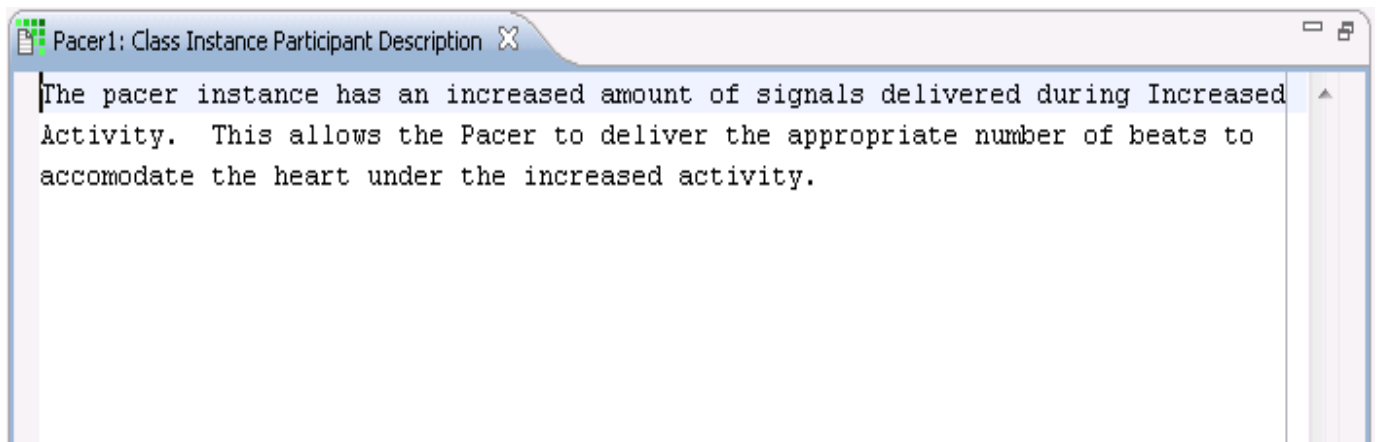 Pacer1: Class Instance Participant Description
The pacer instance has an increased amount of signals delivered during Increased
Activity.  This allows the Pacer to deliver the appropriate number of beats to
accomodate the heart under the increased activity.